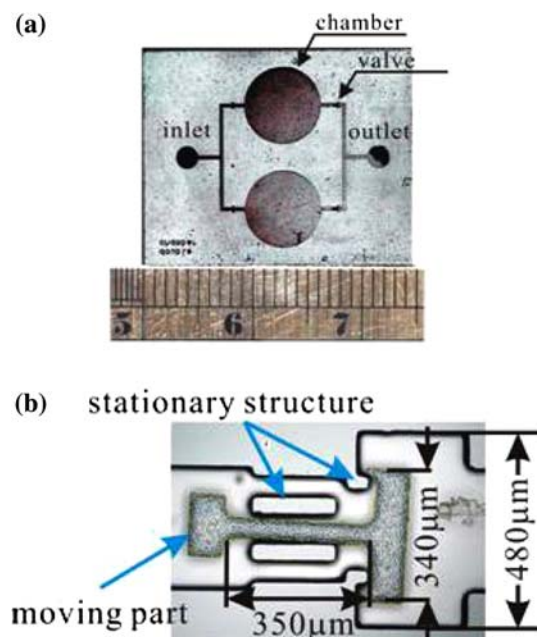 (a)
chamber
valve
inlet
outlet
5 6 7
(b)
stationary structure
moving part
350μm
340μm
480μm